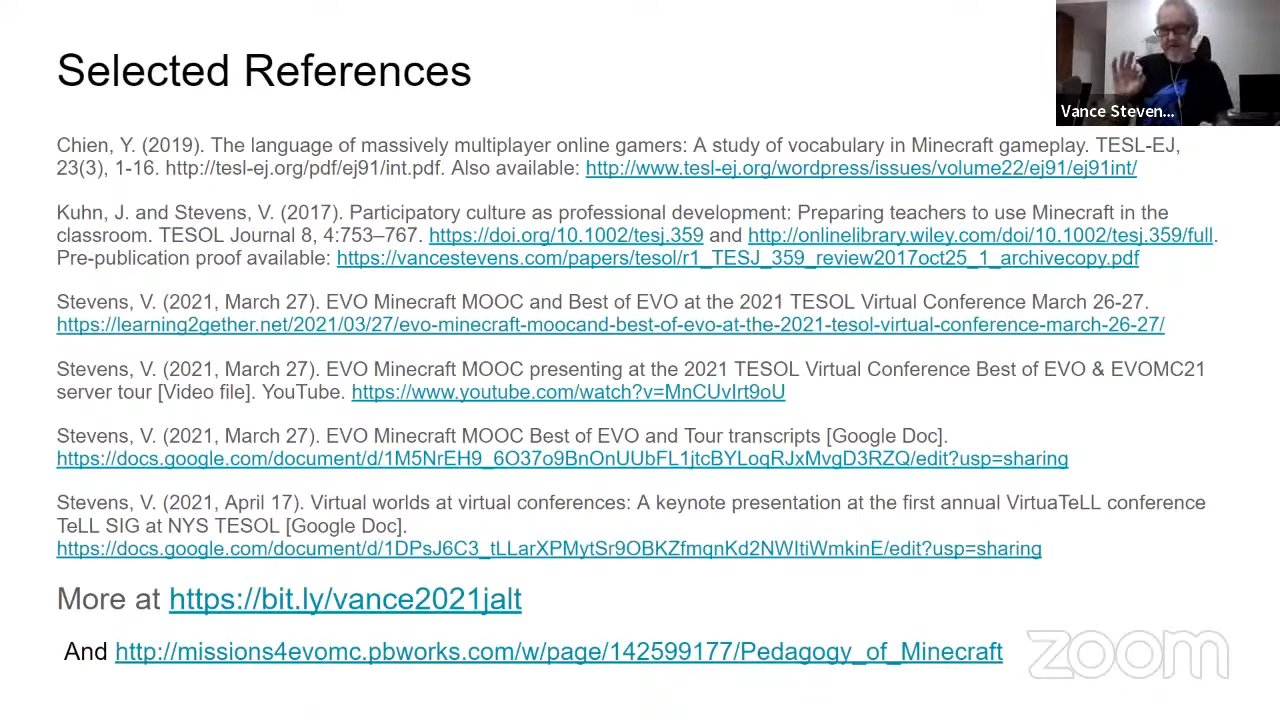 Selected References
Vance Steven...
Chien, Y. (2019). The language of massively multiplayer online gamers: A study of vocabulary in Minecraft gameplay. TESL-EJ,
23(3), 1-16. http://tesl-ej.org/pdf/ej91/int.pdf. Also available: http://www.tesl-ej.org/wordpress/issues/volume22/ej91/ej91int/
Kuhn, J. and Stevens, V. (2017). Participatory culture as professional development: Preparing teachers to use Minecraft in the
classroom. TESOL Journal 8, 4:753–767. https://doi.org/10.1002/tesj.359 and http://onlinelibrary.wiley.com/doi/10.1002/tesj.359/full.
Pre-publication proof available: https://vancestevens.com/papers/tesol/r1_TESJ_359_review2017oct25_1_archivecopy.pdf
Stevens, V. (2021, March 27). EVO Minecraft MOOC and Best of EVO at the 2021 TESOL Virtual Conference March 26-27.
https://learning2gether.net/2021/03/27/evo-minecraft-moocand-best-of-evo-at-the-2021-tesol-virtual-conference-march-26-27/
Stevens, V. (2021, March 27). EVO Minecraft MOOC presenting at the 2021 TESOL Virtual Conference Best of EVO & EVOMC21
server tour [Video file]. YouTube. https://www.youtube.com/watch?v=MnCUvIrt9oU
Stevens, V. (2021, March 27). EVO Minecraft MOOC Best of EVO and Tour transcripts [Google Doc].
https://docs.google.com/document/d/1M5NrEH9_6O37o9BnOnUUbFL1jtcBYLoqRJxMvgD3RZQ/edit?usp=sharing
Stevens, V. (2021, April 17). Virtual worlds at virtual conferences: A keynote presentation at the first annual VirtuaTeLL conference
TeLL SIG at NYS TESOL [Google Doc].
https://docs.google.com/document/d/1DPsJ6C3_tLLarXPMytSr9OBKZfmqnKd2NWItiWmkinE/edit?usp=sharing
More at https://bit.ly/vance2021jalt
And http://missions4evomc.pbworks.com/w/page/142599177/Pedagogy_of_Minecraft
zoom